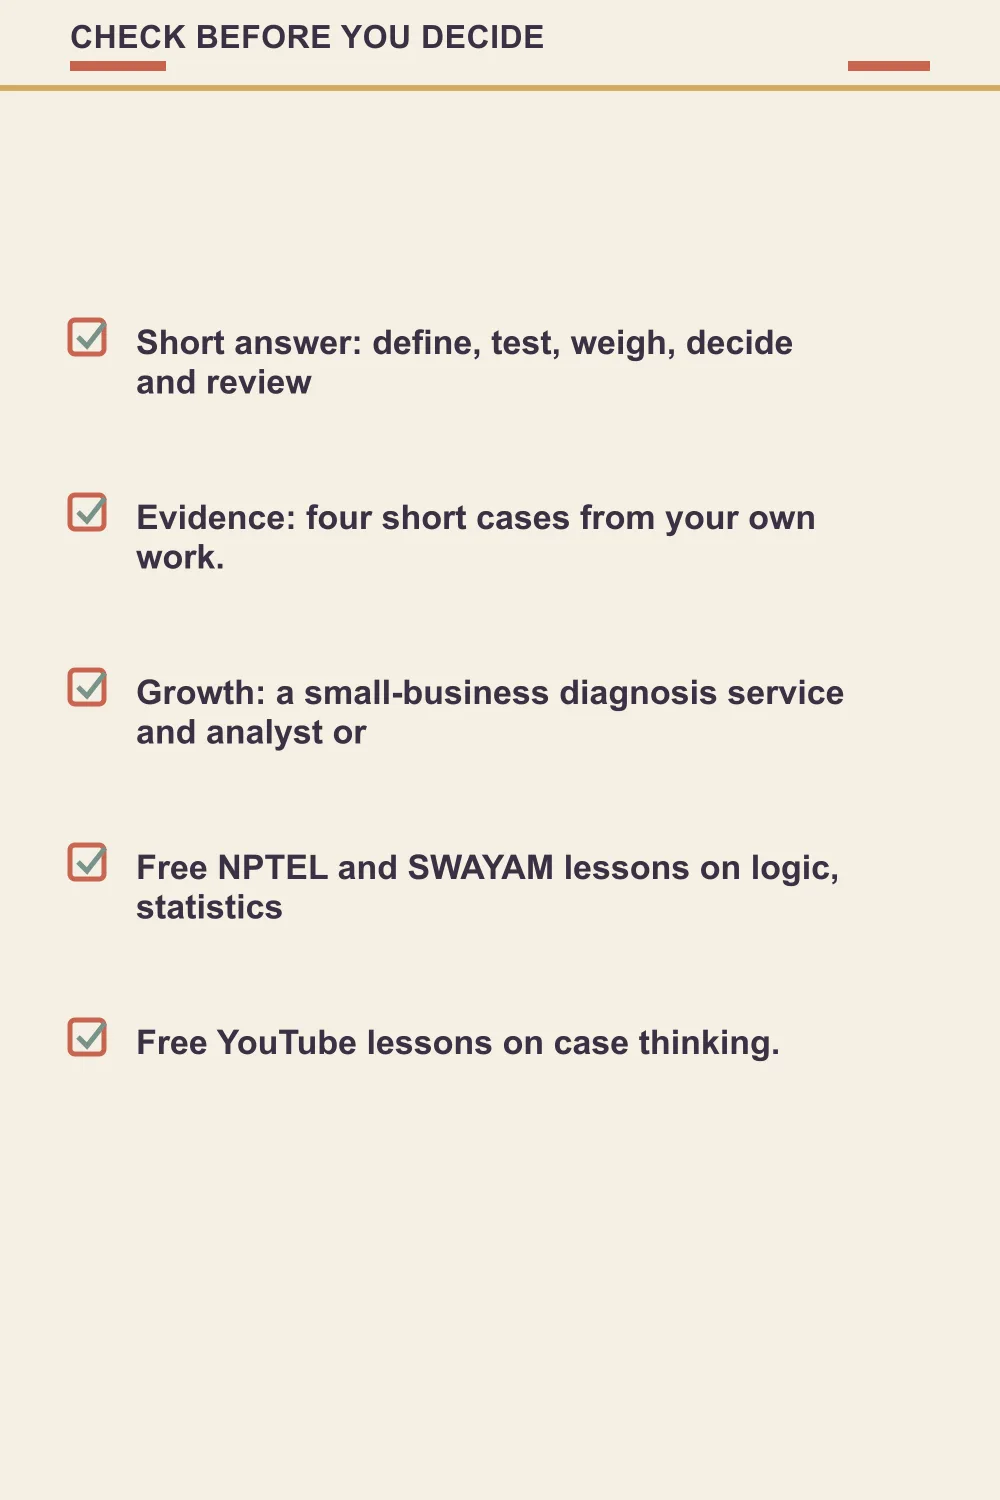 CHECK BEFORE YOU DECIDE
Short answer: define, test, weigh, decide
and review
Evidence: four short cases from your own
work.
Growth: a small-business diagnosis service
and analyst or
Free NPTEL and SWAYAM lessons on logic,
statistics
Free YouTube lessons on case thinking.